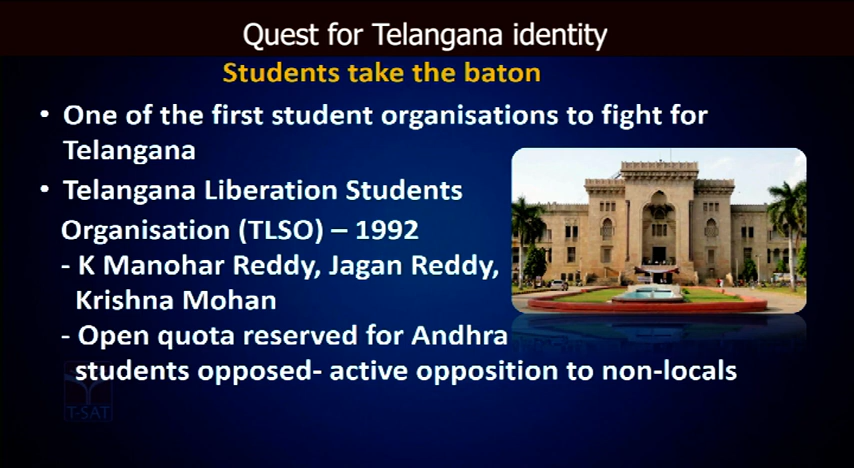 Quest for Telangana identity
Students take the baton
• One of the first student organisations to fight for
Telangana
• Telangana Liberation Students
Organisation (TLSO) – 1992
- K Manohar Reddy, Jagan Reddy,
Krishna Mohan
- Open quota reserved for Andhra
students opposed- active opposition to non-locals
T-SAT